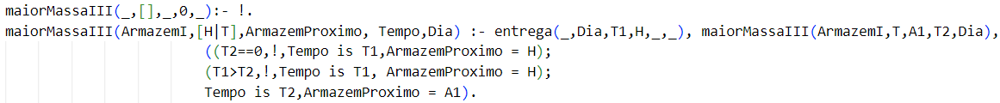 maiorMassaIII(_,[],_,0,_):- !.
maiorMassaIII(ArmazemI,[H|T],ArmazemProximo, Tempo,Dia) :- entrega(_,Dia,T1,H,_,_), maiorMassaIII(ArmazemI,T,A1,T2,Dia),
((T2==0,!,Tempo is T1,ArmazemProximo = H);
(T1>T2,!,Tempo is T1, ArmazemProximo = H);
Tempo is T2,ArmazemProximo = A1).